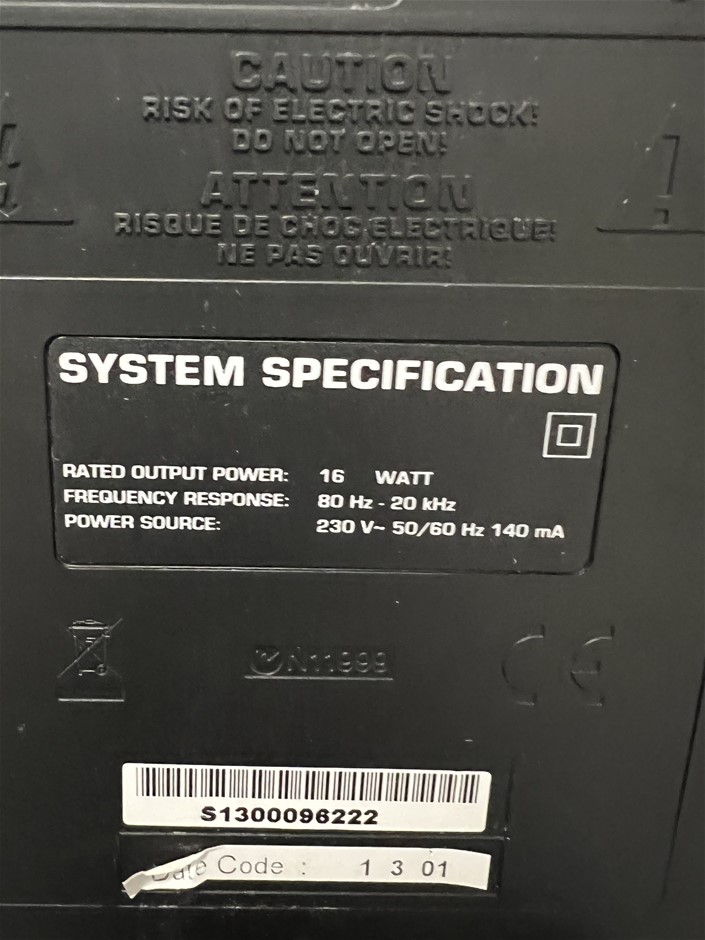 CAUTION
RISK OF ELECTRIC SHOCK!
DO NOT OPEN!
ATTENTION
RISQUE DE CHOC ELECTRIQUE!
NE PAS OUVRIR!
SYSTEM SPECIFICATION
RATED OUTPUT POWER: 16 WATT
FREQUENCY RESPONSE: 80 Hz - 20 kHz
POWER SOURCE: 230 V~ 50/60 Hz 140 mA
N11999
CE
S1300096222
Date Code : 1 3 01